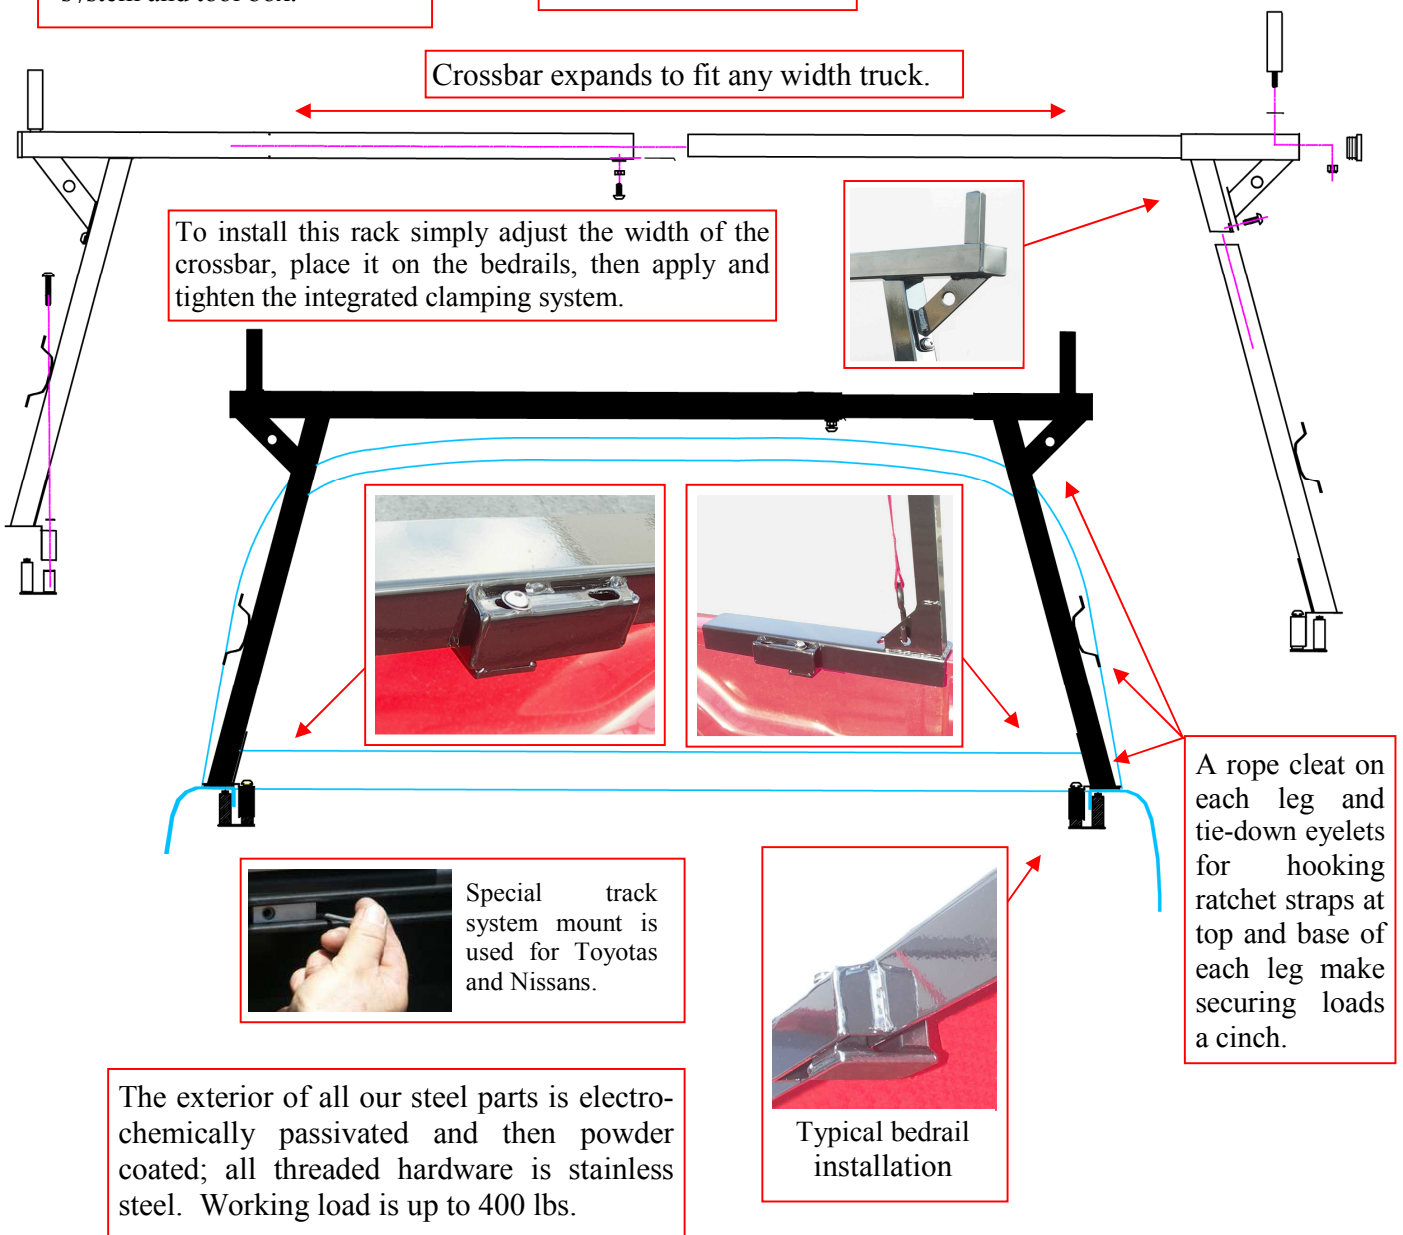 system and tool box.
Crossbar expands to fit any width truck.
To install this rack simply adjust the width of the
crossbar, place it on the bedrails, then apply and
tighten the integrated clamping system.
A rope cleat on
each leg and
tie-down eyelets
for hooking
ratchet straps at
top and base of
each leg make
securing loads
a cinch.
Special track
system mount is
used for Toyotas
and Nissans.
Typical bedrail
installation
The exterior of all our steel parts is electro-
chemically passivated and then powder
coated; all threaded hardware is stainless
steel. Working load is up to 400 lbs.